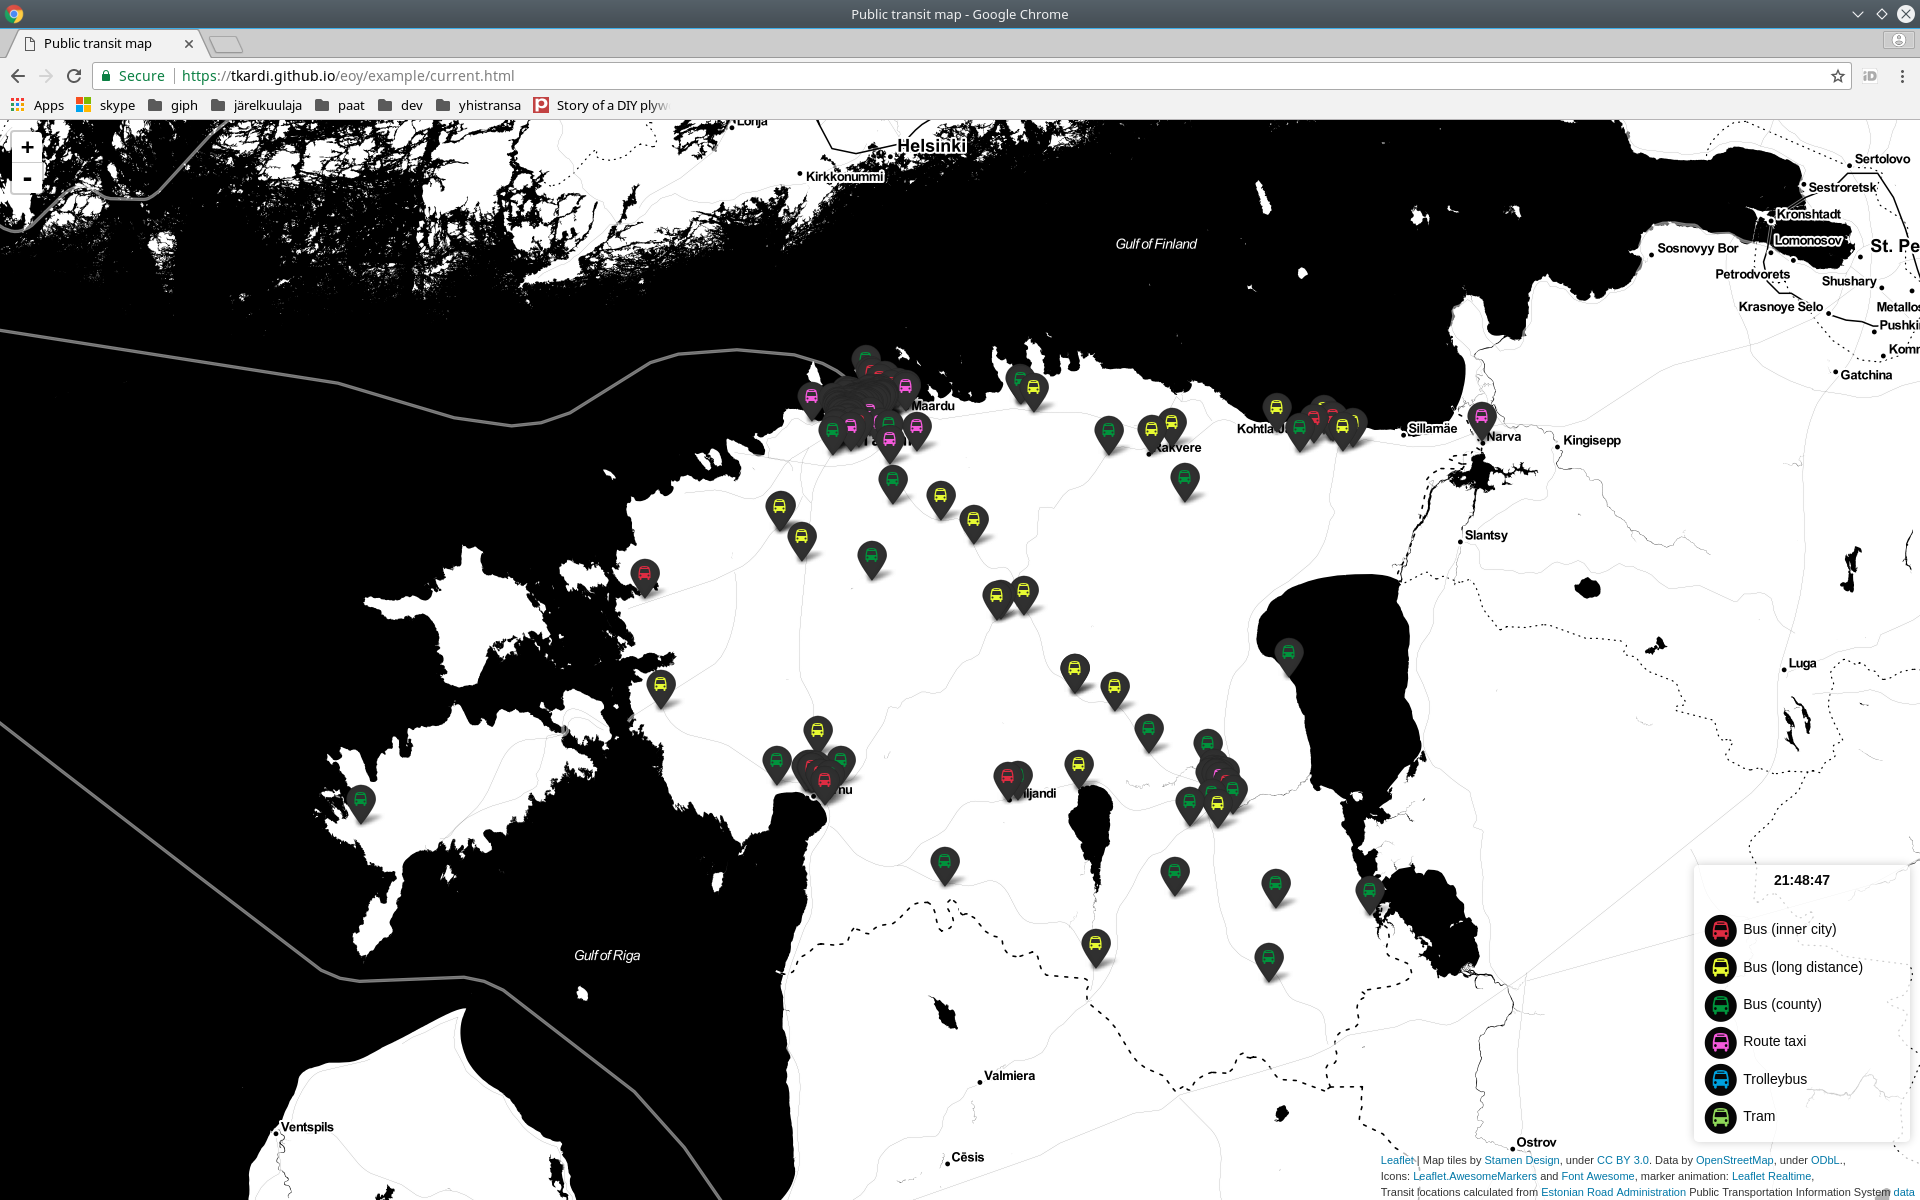 Public transit map - Google Chrome
Public transit map
Secure https://tkardi.github.io/eoy/example/current.html
Apps skype giph järelkuulaja paat dev yhistransa Story of a DIY plyw
+
-
Lohja
Helsinki
Kirkkonummi
Gulf of Finland
Sertolovo
Sestroretsk
Kronshtadt
Lomonosov
Sosnovyy Bor
St. Pe
Petrodvorets
Shushary
Krasnoye Selo
Metallos
Pushki
Komm
Gatchina
Maardu
Kohtla-J
Sillamäe
Narva
Kingisepp
Rakvere
Slantsy
Luga
nu
iljandi
Gulf of Riga
Valmiera
Ventspils
Cēsis
Ostrov
21:48:47
Bus (inner city)
Bus (long distance)
Bus (county)
Route taxi
Trolleybus
Tram
Leaflet | Map tiles by Stamen Design, under CC BY 3.0. Data by OpenStreetMap, under ODbL.,
Icons: Leaflet.AwesomeMarkers and Font Awesome, marker animation: Leaflet Realtime,
Transit locations calculated from Estonian Road Administration Public Transportation Information System data